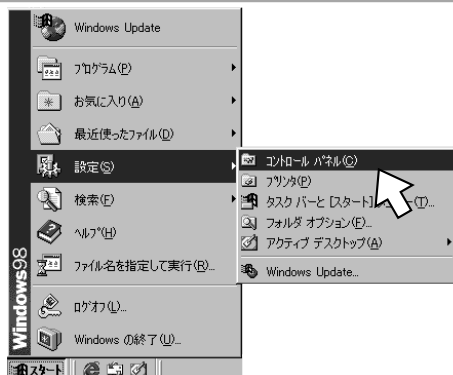 Windows Update
プログラム(P)
お気に入り(A)
最近使ったファイル(D)
設定(S)
検索(F)
ヘルプ(H)
ファイル名を指定して実行(R)...
ログオフ(L)...
Windows の終了(U)...
Windows98
スタート
コントロール パネル(C)
プリンタ(P)
タスク バーと [スタート]
(T)...
フォルダ オプション(F)...
アクティブ デスクトップ(A)
Windows Update...